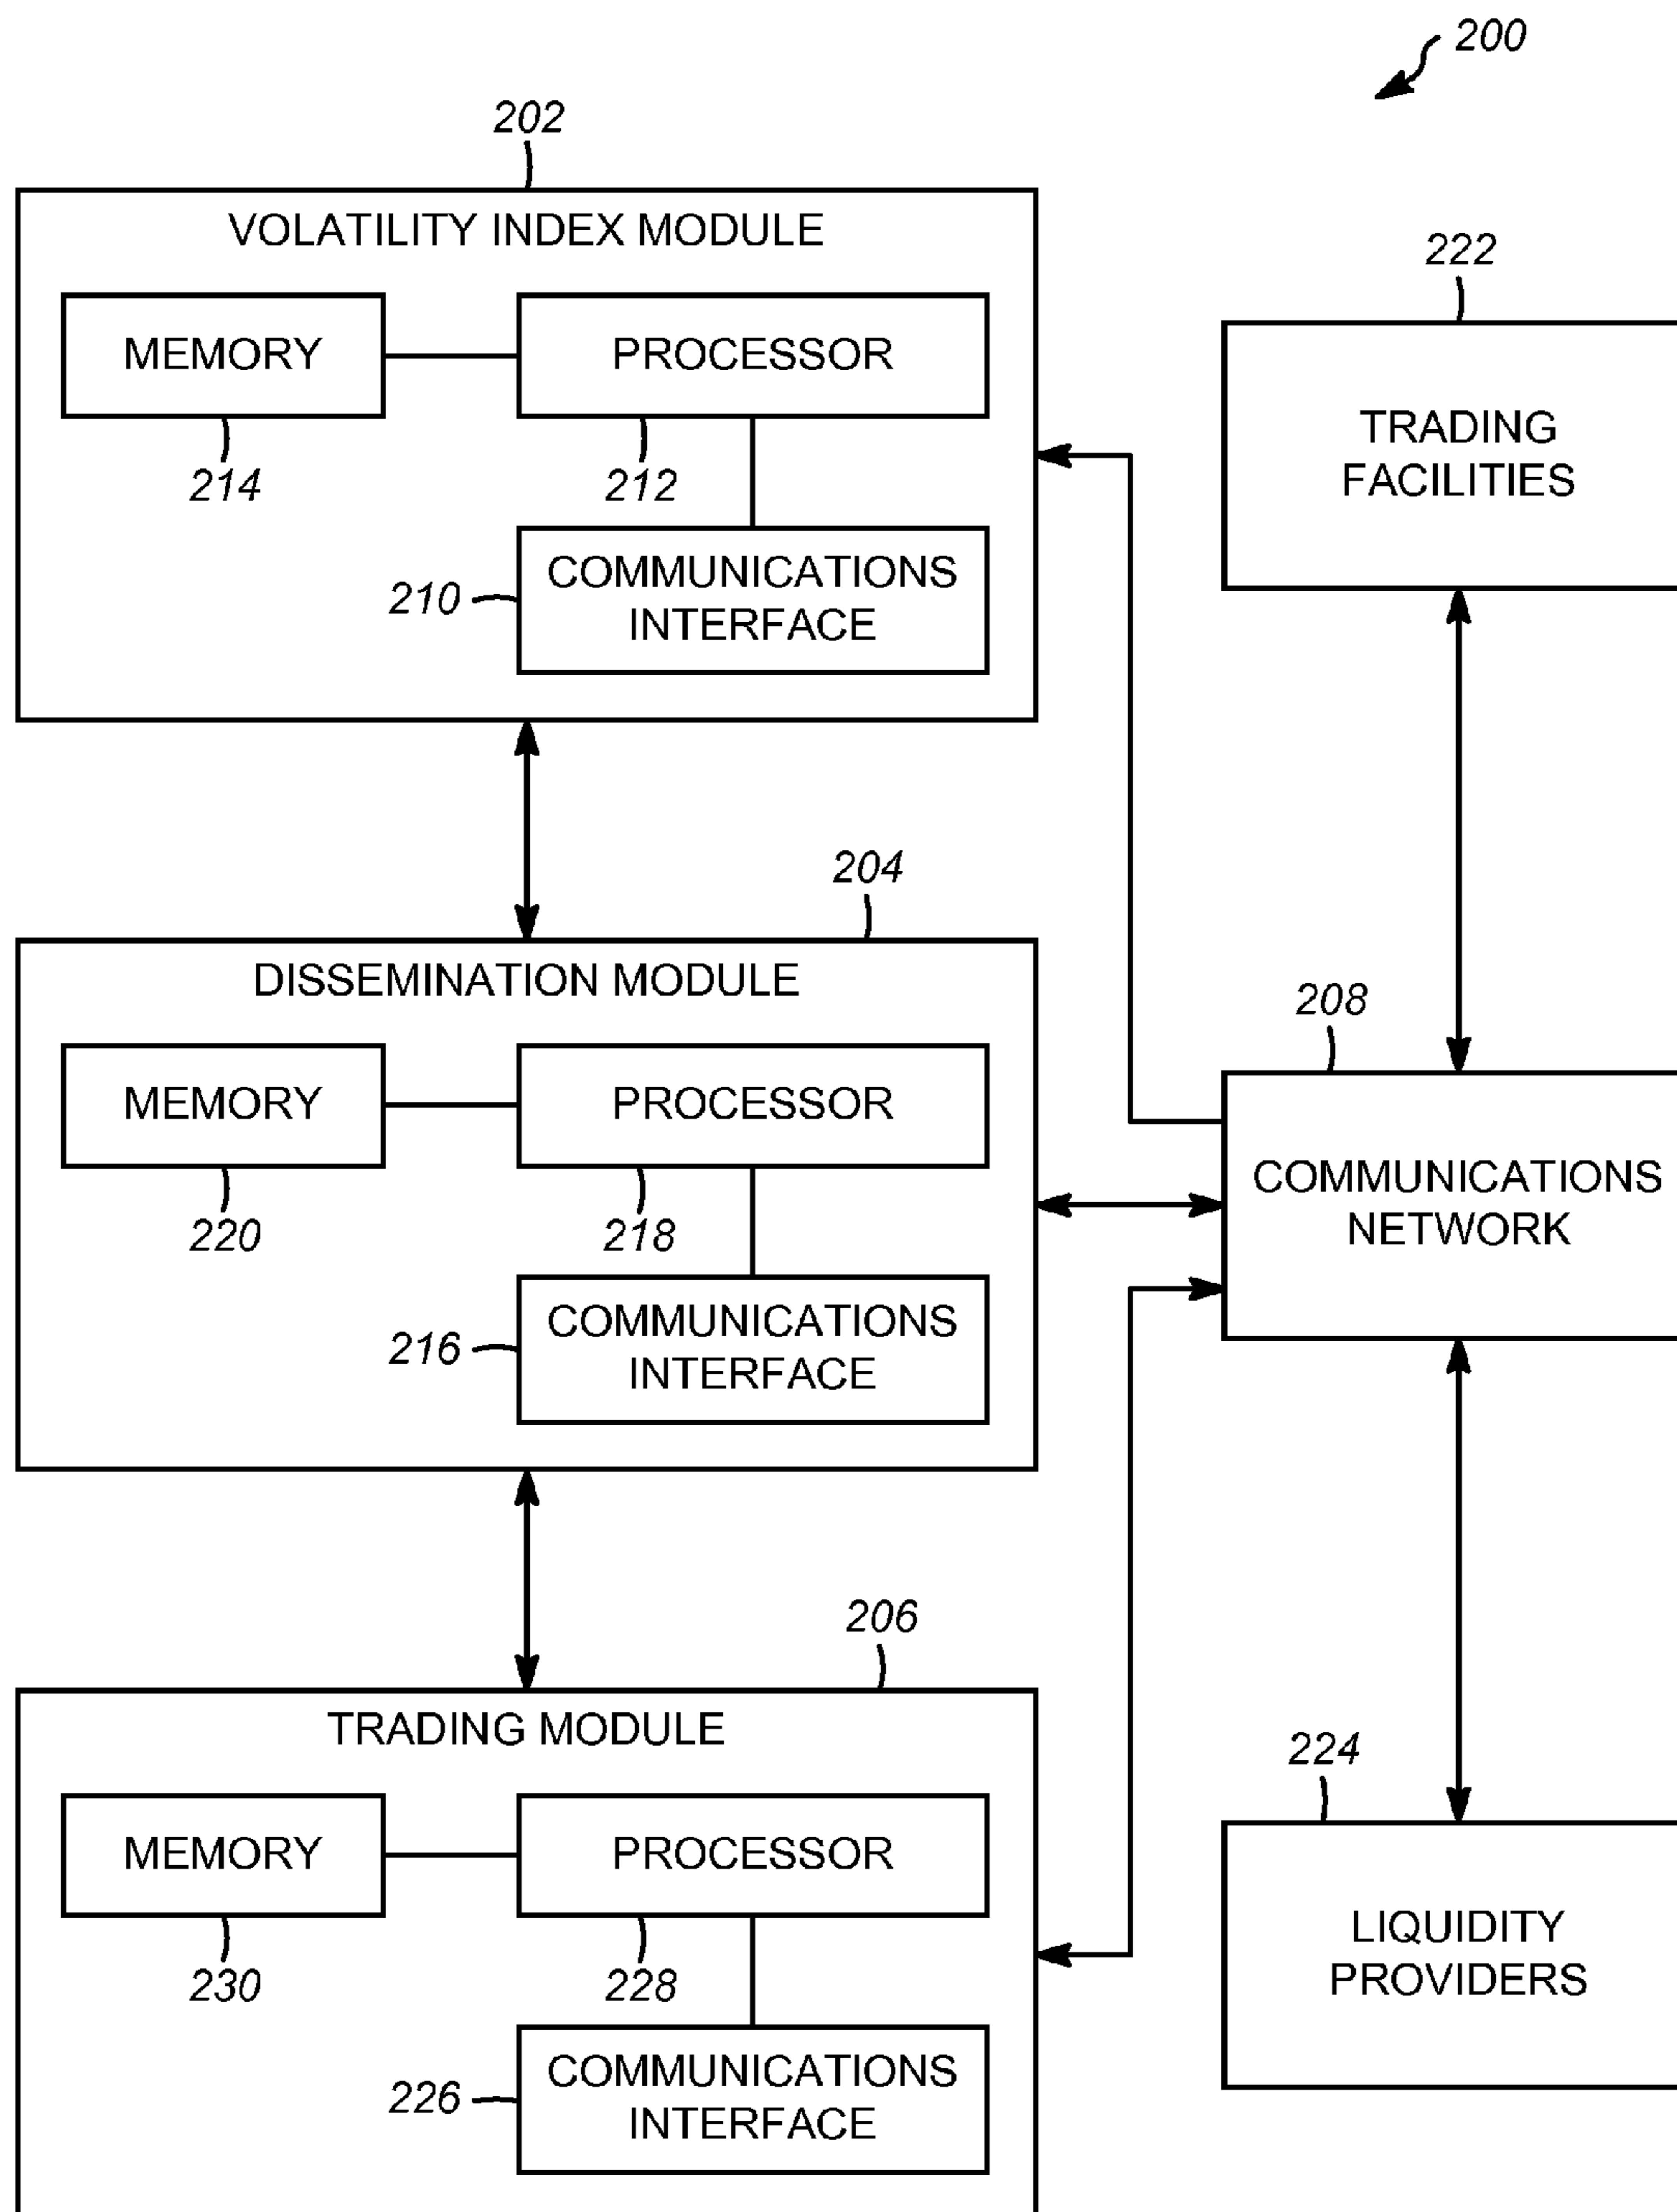 200
202
VOLATILITY INDEX MODULE
MEMORY
PROCESSOR
214
212
210
COMMUNICATIONS
INTERFACE
222
TRADING
FACILITIES
204
DISSEMINATION MODULE
MEMORY
PROCESSOR
220
218
216
COMMUNICATIONS
INTERFACE
208
COMMUNICATIONS
NETWORK
206
TRADING MODULE
MEMORY
PROCESSOR
230
228
226
COMMUNICATIONS
INTERFACE
224
LIQUIDITY
PROVIDERS